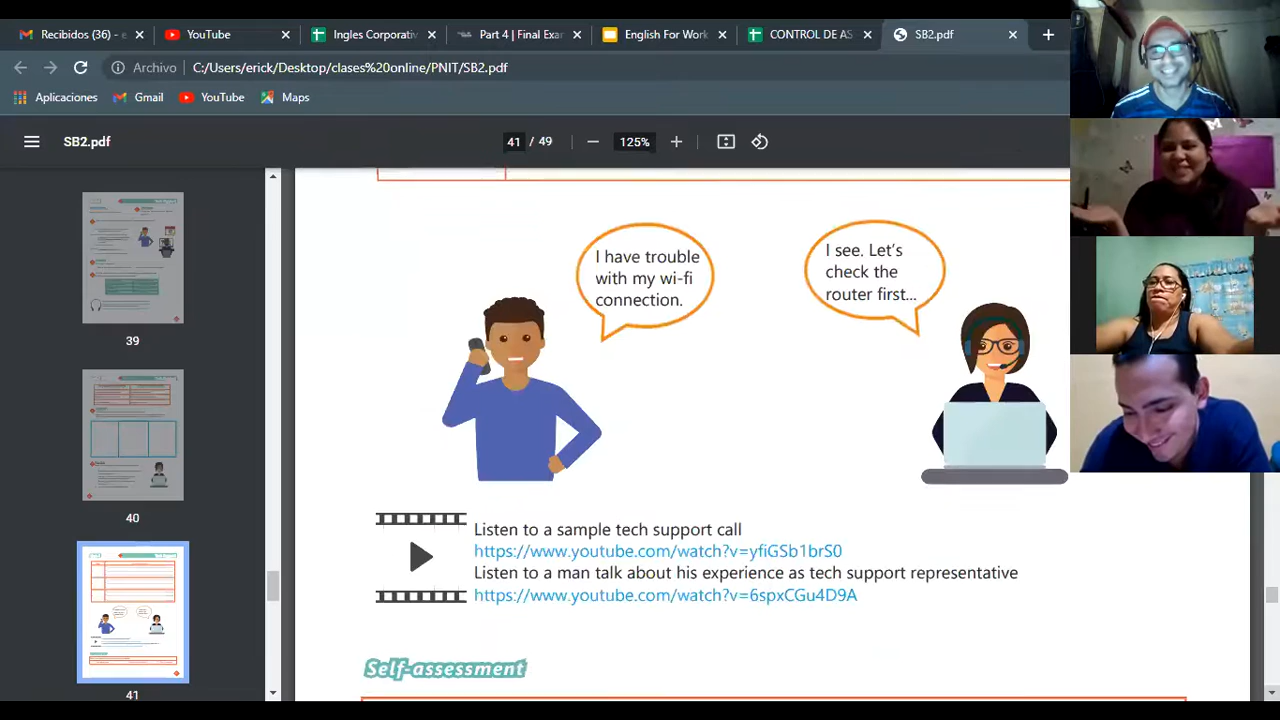 Recibidos (36) - e
YouTube
Ingles Corporativ
Part 4 | Final Exar
English For Work
CONTROL DE AS
SB2.pdf
Archivo
C:/Users/erick/Desktop/clases%20online/PNIT/SB2.pdf
Aplicaciones
Gmail
YouTube
Maps
SB2.pdf
41 / 49
125%
39
40
41
I have trouble
with my wi-fi
connection.
I see. Let's
check the
router first...
Listen to a sample tech support call
https://www.youtube.com/watch?v=yfiGSb1brS0
Listen to a man talk about his experience as tech support representative
https://www.youtube.com/watch?v=6spxCGu4D9A
Self-assessment